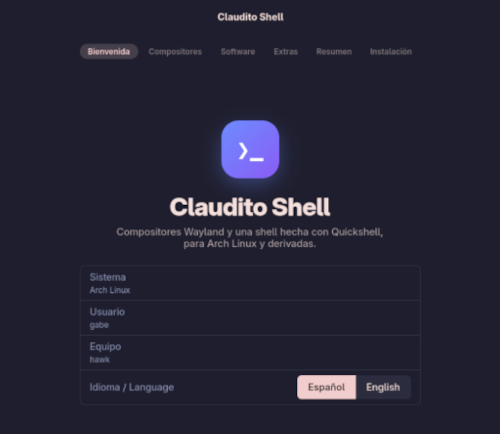 Claudito Shell
Bienvenida Compositores Software Extras Resumen Instalación
❯_
Claudito Shell
Compositores Wayland y una shell hecha con Quickshell,
para Arch Linux y derivadas.
Sistema
Arch Linux
Usuario
gabe
Equipo
hawk
Idioma / Language Español English